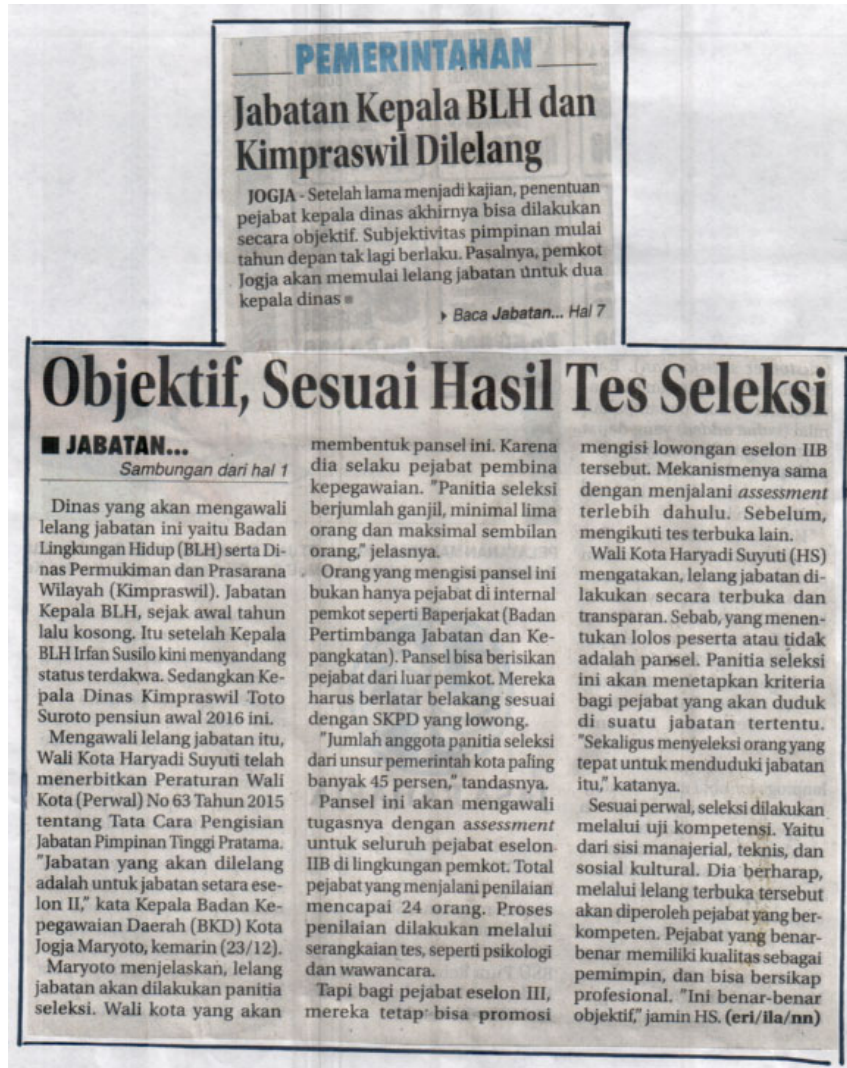 PEMERINTAHAN
Jabatan Kepala BLH dan
Kimpraswil Dilelang
JOGJA - Setelah lama menjadi kajian, penentuan
pejabat kepala dinas akhirnya bisa dilakukan
secara objektif. Subjektivitas pimpinan mulai
tahun depan tak lagi berlaku. Pasalnya, pemkot
Jogja akan memulai lelang jabatan untuk dua
kepala dinas ■
▸ Baca Jabatan... Hal 7
Objektif, Sesuai Hasil Tes Seleksi
■ JABATAN...
Sambungan dari hal 1
Dinas yang akan mengawali
lelang jabatan ini yaitu Badan
Lingkungan Hidup (BLH) serta Di-
nas Permukiman dan Prasarana
Wilayah (Kimpraswil). Jabatan
Kepala BLH, sejak awal tahun
lalu kosong. Itu setelah Kepala
BLH Irfan Susilo kini menyandang
status terdakwa. Sedangkan Ke-
pala Dinas Kimpraswil Toto
Suroto pensiun awal 2016 ini.
Mengawali lelang jabatan itu,
Wali Kota Haryadi Suyuti telah
menerbitkan Peraturan Wali
Kota (Perwal) No 63 Tahun 2015
tentang Tata Cara Pengisian
Jabatan Pimpinan Tinggi Pratama.
"Jabatan yang akan dilelang
adalah untuk jabatan setara ese-
lon II," kata Kepala Badan Ke-
pegawaian Daerah (BKD) Kota
Jogja Maryoto, kemarin (23/12).
Maryoto menjelaskan, lelang
jabatan akan dilakukan panitia
seleksi. Wali kota yang akan
membentuk pansel ini. Karena
dia selaku pejabat pembina
kepegawaian. "Panitia seleksi
berjumlah ganjil, minimal lima
orang dan maksimal sembilan
orang," jelasnya.
Orang yang mengisi pansel ini
bukan hanya pejabat di internal
pemkot seperti Baperjakat (Badan
Pertimbanga Jabatan dan Ke-
pangkatan). Pansel bisa berisikan
pejabat dari luar pemkot. Mereka
harus berlatar belakang sesuai
dengan SKPD yang lowong.
"Jumlah anggota panitia seleksi
dari unsur pemerintah kota paling
banyak 45 persen," tandasnya.
Pansel ini akan mengawali
tugasnya dengan assessment
untuk seluruh pejabat eselon
IIB di lingkungan pemkot. Total
pejabat yang menjalani penilaian
mencapai 24 orang. Proses
penilaian dilakukan melalui
serangkaian tes, seperti psikologi
dan wawancara.
Tapi bagi pejabat eselon III,
mereka tetap bisa promosi
mengisi lowongan eselon IIB
tersebut. Mekanismenya sama
dengan menjalani assessment
terlebih dahulu. Sebelum,
mengikuti tes terbuka lain.
Wali Kota Haryadi Suyuti (HS)
mengatakan, lelang jabatan di-
lakukan secara terbuka dan
transparan. Sebab, yang menen-
tukan lolos peserta atau tidak
adalah pansel. Panitia seleksi
ini akan menetapkan kriteria
bagi pejabat yang akan duduk
di suatu jabatan tertentu.
"Sekaligus menyeleksi orang yang
tepat untuk menduduki jabatan
itu," katanya.
Sesuai perwal, seleksi dilakukan
melalui uji kompetensi. Yaitu
dari sisi manajerial, teknis, dan
sosial kultural. Dia berharap,
melalui lelang terbuka tersebut
akan diperoleh pejabat yang ber-
kompeten. Pejabat yang benar-
benar memiliki kualitas sebagai
pemimpin, dan bisa bersikap
profesional. "Ini benar-benar
objektif," jamin HS. (eri/ila/nn)